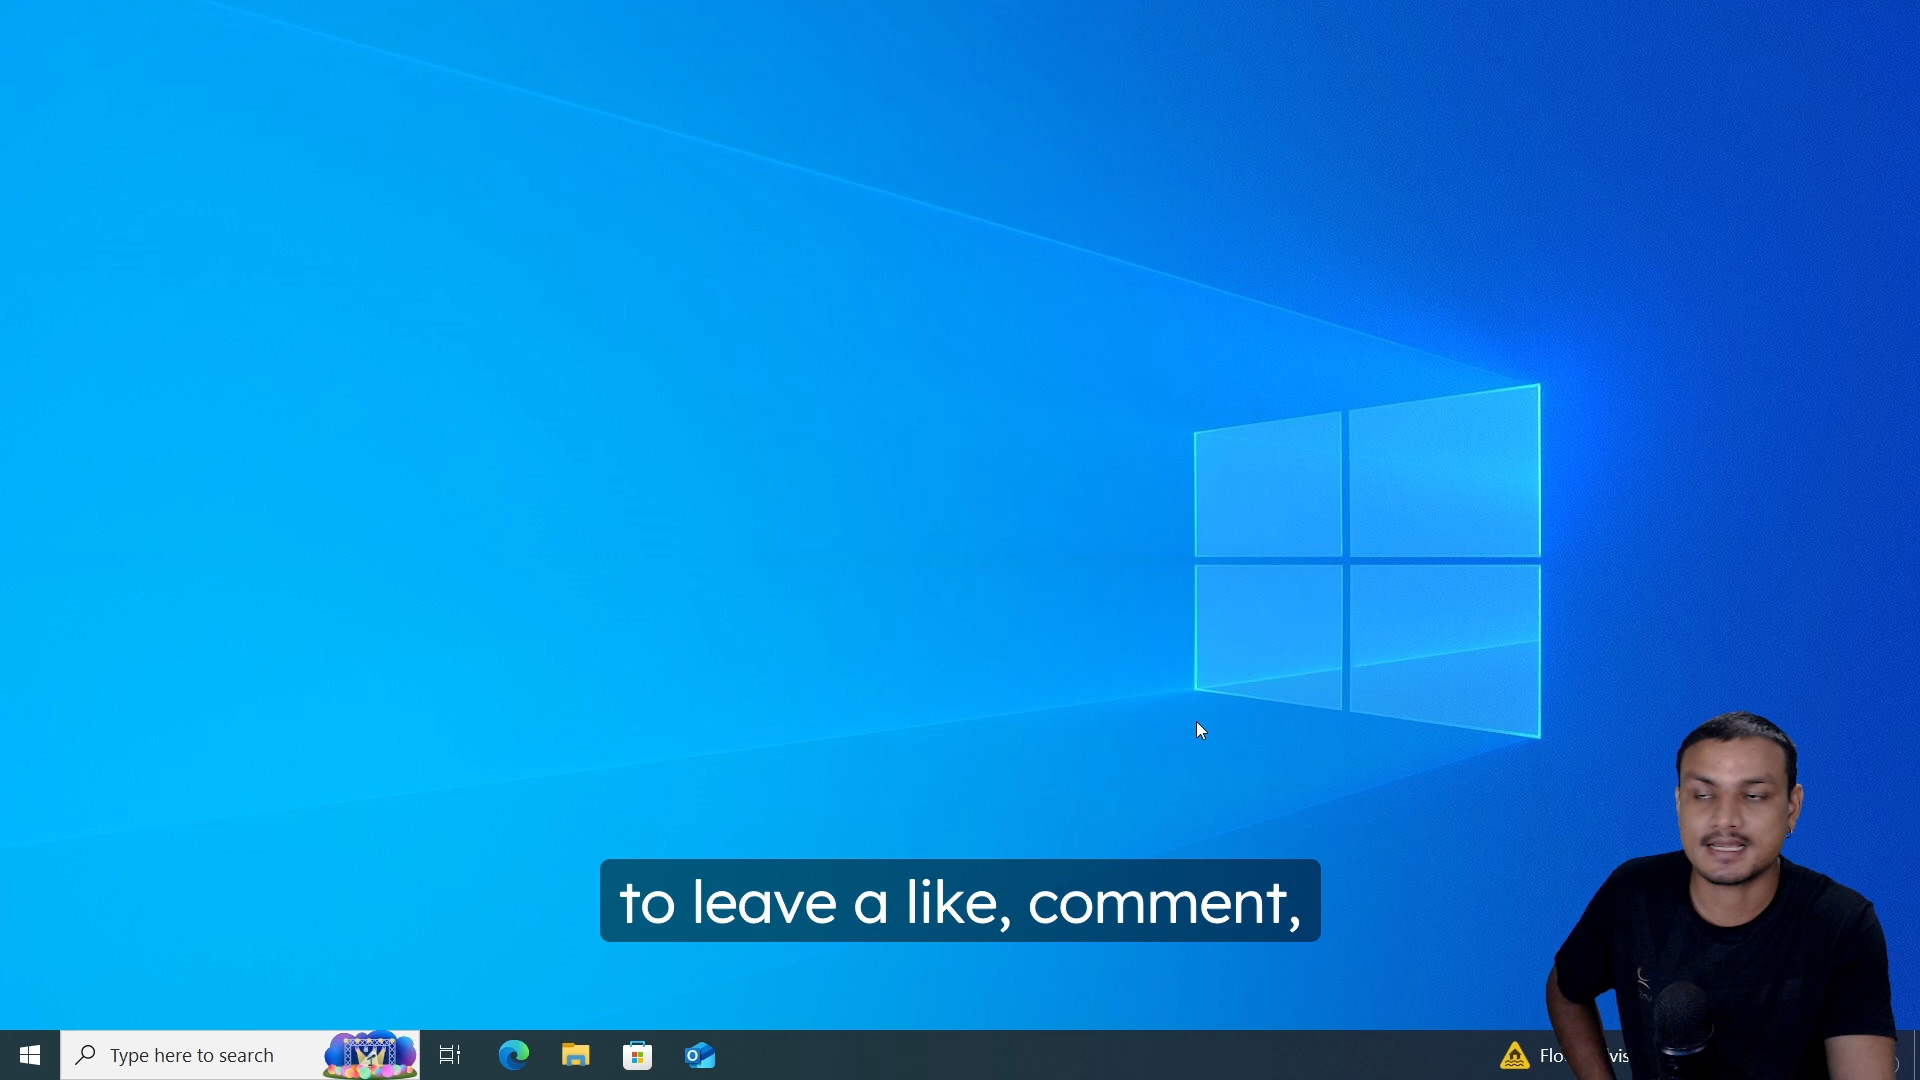 to leave a like, comment,
Type here to search